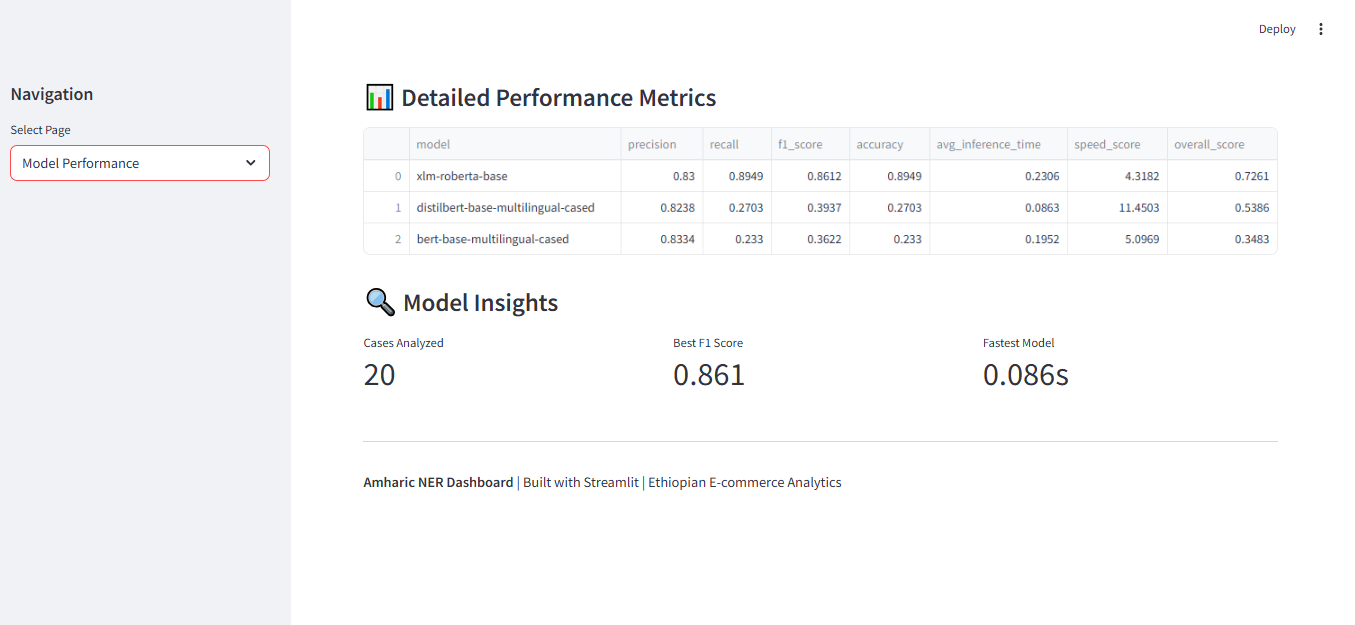 Deploy
Navigation
Select Page
Model Performance
Detailed Performance Metrics
model precision recall f1_score accuracy avg_inference_time speed_score overall_score
0 xlm-roberta-base 0.83 0.8949 0.8612 0.8949 0.2306 4.3182 0.7261
1 distilbert-base-multilingual-cased 0.8238 0.2703 0.3937 0.2703 0.0863 11.4503 0.5386
2 bert-base-multilingual-cased 0.8334 0.233 0.3622 0.233 0.1952 5.0969 0.3483
Model Insights
Cases Analyzed Best F1 Score Fastest Model
20 0.861 0.086s
Amharic NER Dashboard | Built with Streamlit | Ethiopian E-commerce Analytics